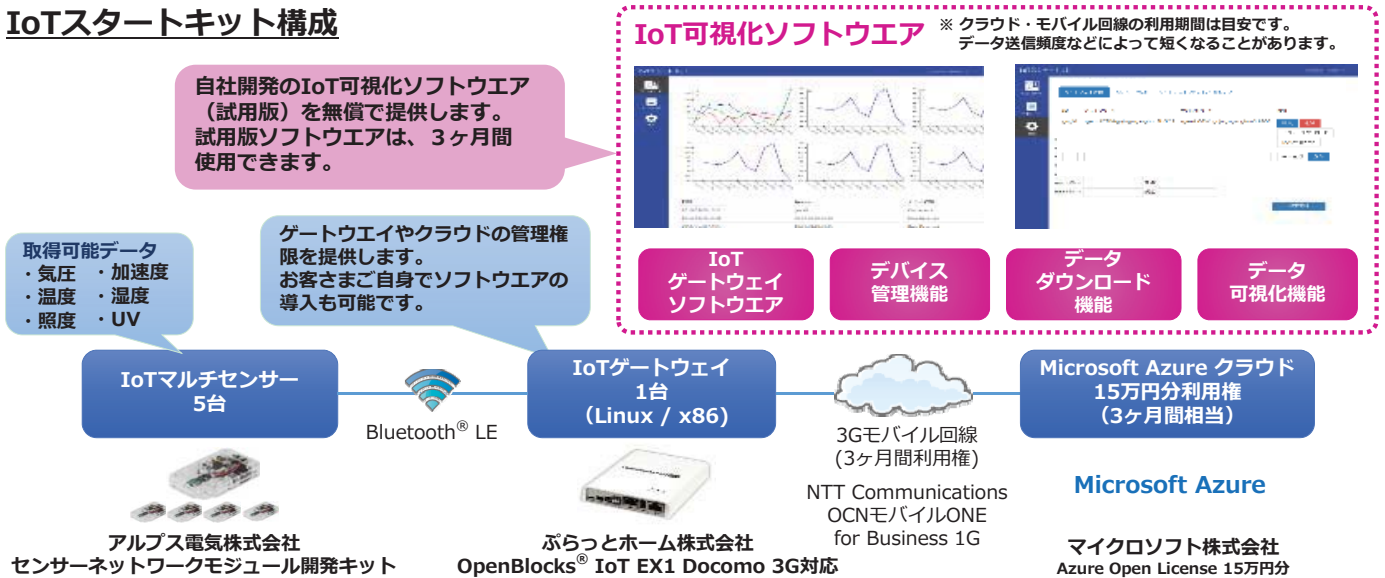 IoTスタートキット構成
IoT可視化ソフトウエア
※ クラウド・モバイル回線の利用期間は目安です。
データ送信頻度などによって短くなることがあります。
自社開発のIoT可視化ソフトウエア
（試用版）を無償で提供します。
試用版ソフトウエアは、３ヶ月間
使用できます。
ゲートウエイやクラウドの管理権
限を提供します。
お客さまご自身でソフトウエアの
導入も可能です。
取得可能データ
・気圧 ・加速度
・温度 ・湿度
・照度 ・UV
IoT
ゲートウェイ
ソフトウエア
デバイス
管理機能
データ
ダウンロード
機能
データ
可視化機能
IoTマルチセンサー
5台
Bluetooth® LE
IoTゲートウェイ
1台
（Linux / x86）
3Gモバイル回線
(3ヶ月間利用権)
NTT Communications
OCNモバイルONE
for Business 1G
Microsoft Azure クラウド
15万円分利用権
（3ヶ月間相当）
Microsoft Azure
アルプス電気株式会社
センサーネットワークモジュール開発キット
ぷらっとホーム株式会社
OpenBlocks® IoT EX1 Docomo 3G対応
マイクロソフト株式会社
Azure Open License 15万円分